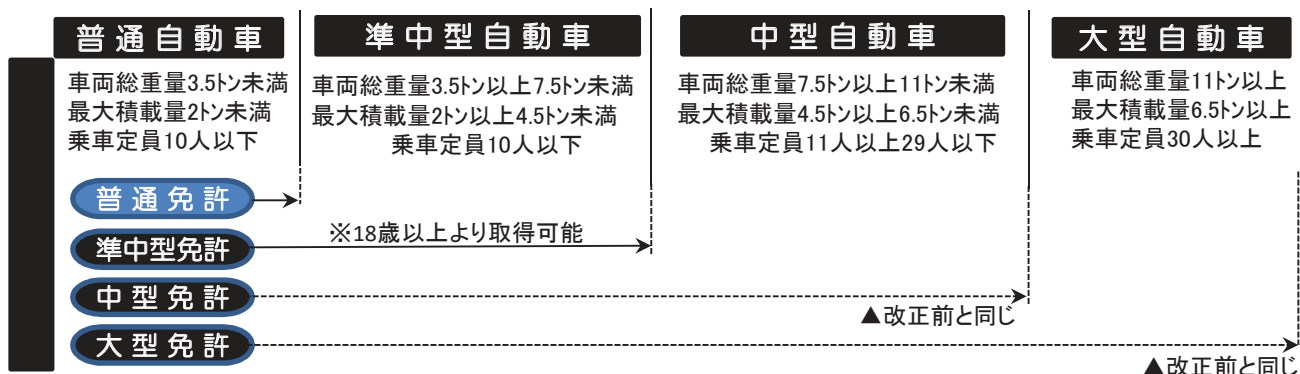 普通自動車
車両総重量3.5トン未満
最大積載量2トン未満
乗車定員10人以下
準中型自動車
車両総重量3.5トン以上7.5トン未満
最大積載量2トン以上4.5トン未満
乗車定員10人以下
中型自動車
車両総重量7.5トン以上11トン未満
最大積載量4.5トン以上6.5トン未満
乗車定員11人以上29人以下
大型自動車
車両総重量11トン以上
最大積載量6.5トン以上
乗車定員30人以上
普通免許
準中型免許
※18歳以上より取得可能
中型免許
▲改正前と同じ
大型免許
▲改正前と同じ